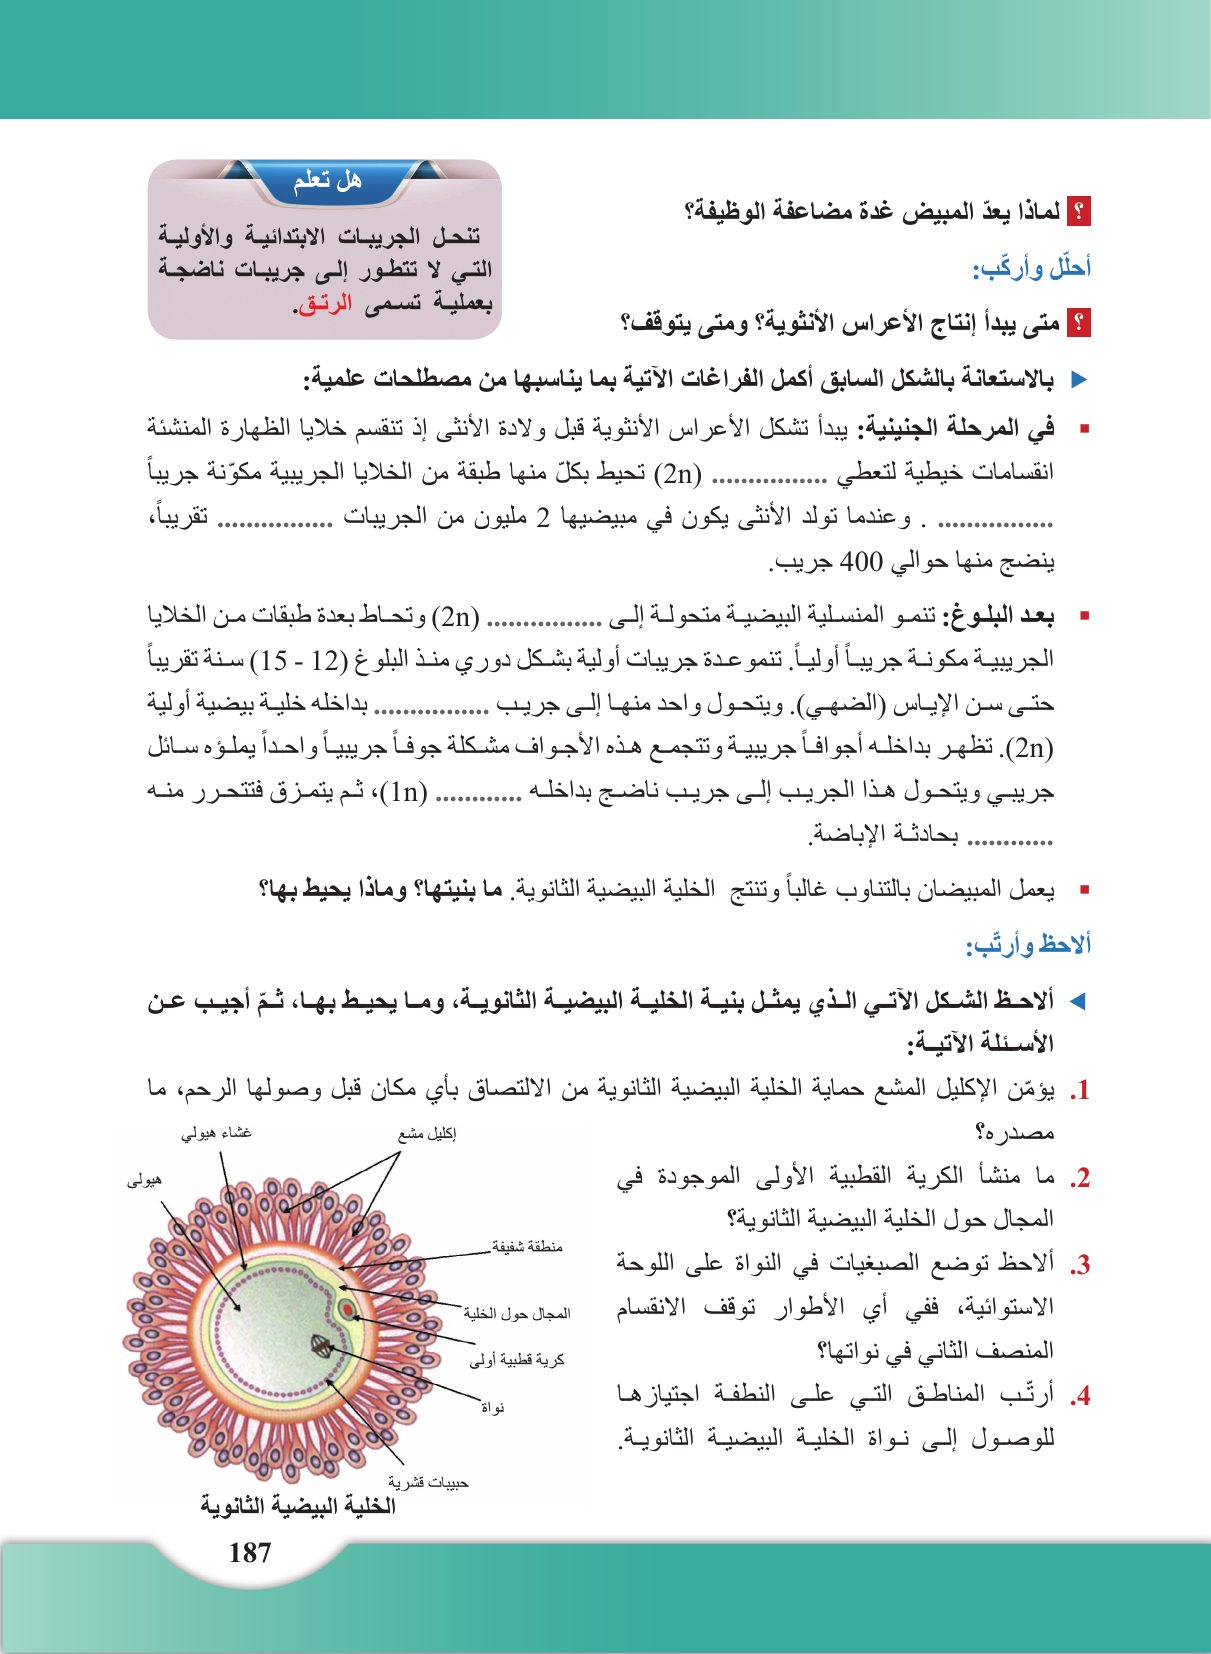 هل تعلم
تنحل الجريبات الابتدائية والأولية
التي لا تتطور إلى جريبات ناضجة
بعملية تسمى الرتق.
؟ لماذا يعدّ المبيض غدة مضاعفة الوظيفة؟
أحلّل وأركّب:
؟ متى يبدأ إنتاج الأعراس الأنثوية؟ ومتى يتوقف؟
بالاستعانة بالشكل السابق أكمل الفراغات الآتية بما يناسبها من مصطلحات علمية:
في المرحلة الجنينية: يبدأ تشكل الأعراس الأنثوية قبل ولادة الأنثى إذ تنقسم خلايا الظهارة المنشئة
انقسامات خيطية لتعطي ................ (2n) تحيط بكلّ منها طبقة من الخلايا الجريبية مكوّنة جريباً
................ . وعندما تولد الأنثى يكون في مبيضيها 2 مليون من الجريبات ................ تقريباً،
ينضج منها حوالي 400 جريب.
بعد البلوغ: تنمو المنسلية البيضية متحولة إلى ................ (2n) وتحاط بعدة طبقات من الخلايا
الجريبية مكونة جريباً أولياً. تنمو عدة جريبات أولية بشكل دوري منذ البلوغ (12 - 15) سنة تقريباً
حتى سن الإياس (الضهي). ويتحول واحد منها إلى جريب ................ بداخله خلية بيضية أولية
(2n). تظهر بداخله أجوافاً جريبية وتتجمع هذه الأجواف مشكلة جوفاً جريبياً واحداً يملؤه سائل
جريبي ويتحول هذا الجريب إلى جريب ناضج بداخله ............ (1n)، ثم يتمزق فتتحرر منه
............ بحادثة الإباضة.
يعمل المبيضان بالتناوب غالباً وتنتج الخلية البيضية الثانوية. ما بنيتها؟ وماذا يحيط بها؟
ألاحظ وأرتّب:
ألاحظ الشكل الآتي الذي يمثل بنية الخلية البيضية الثانوية، وما يحيط بها، ثمّ أجيب عن
الأسئلة الآتية:
1. يؤمّن الإكليل المشع حماية الخلية البيضية الثانوية من الالتصاق بأي مكان قبل وصولها الرحم، ما
مصدره؟
2. ما منشأ الكرية القطبية الأولى الموجودة في
المجال حول الخلية البيضية الثانوية؟
3. ألاحظ توضع الصبغيات في النواة على اللوحة
الاستوائية، ففي أي الأطوار توقف الانقسام
المنصف الثاني في نواتها؟
4. أرتّب المناطق التي على النطفة اجتيازها
للوصول إلى نواة الخلية البيضية الثانوية.
إكليل مشع
غشاء هيولي
هيولى
منطقة شفيفة
المجال حول الخلية
كرية قطبية أولى
نواة
حبيبات قشرية
الخلية البيضية الثانوية
187